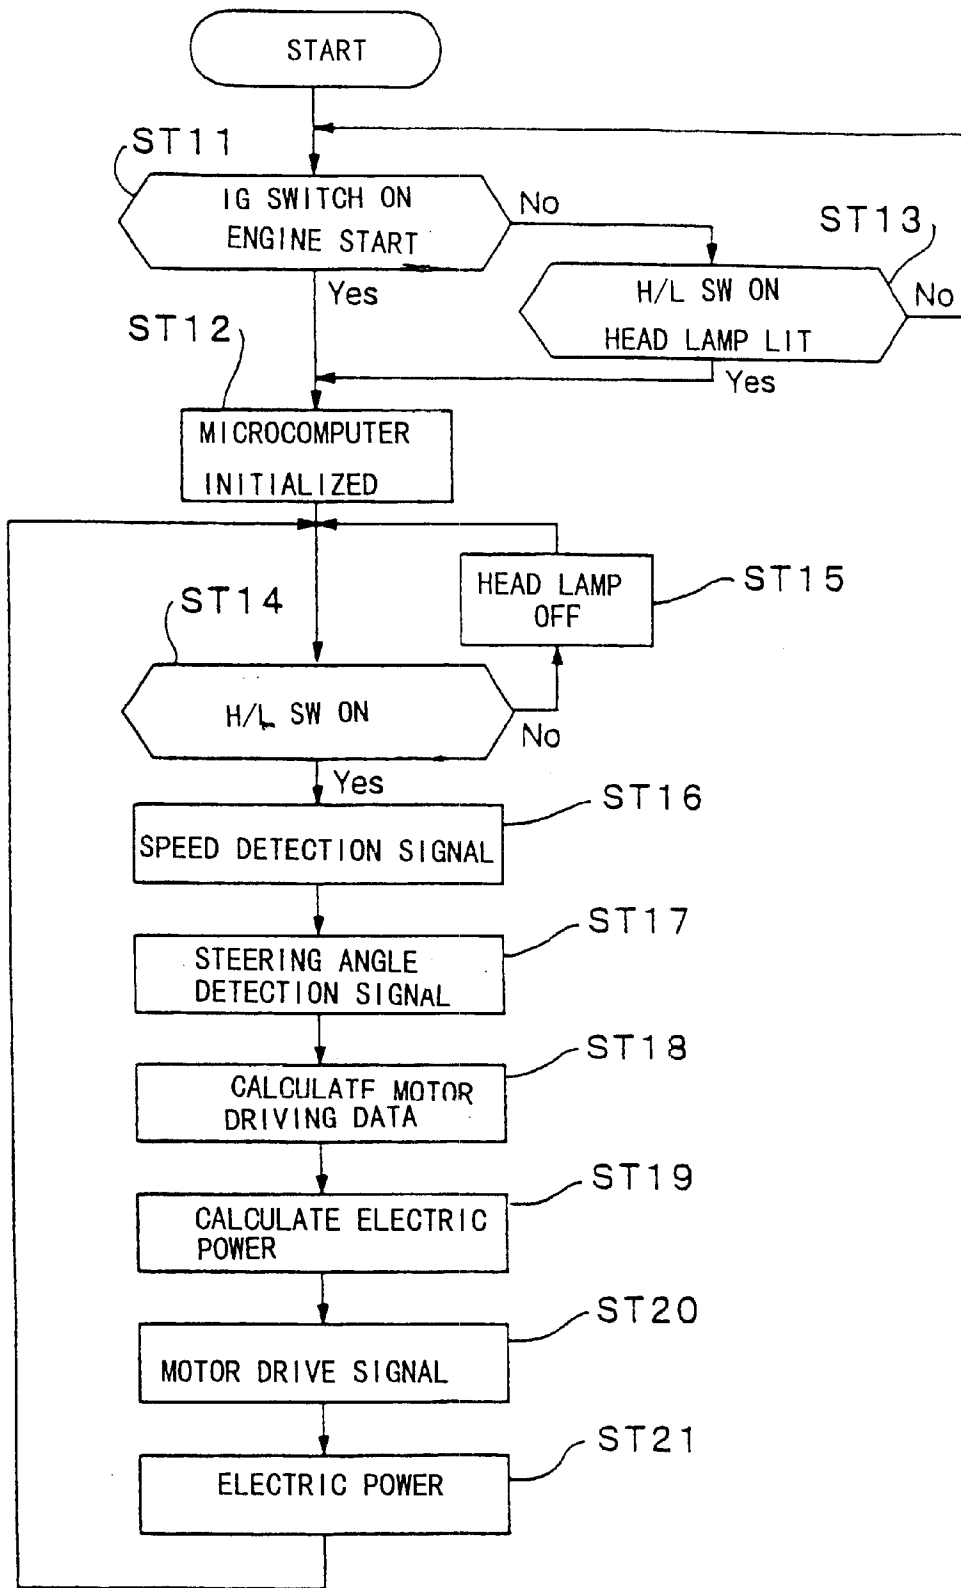 START
ST11
IG SWITCH ON
ENGINE START
No
ST13
Yes
H/L SW ON
HEAD LAMP LIT
No
ST12
Yes
MICROCOMPUTER
INITIALIZED
HEAD LAMP
OFF
ST15
ST14
H/L SW ON
No
Yes
ST16
SPEED DETECTION SIGNAL
ST17
STEERING ANGLE
DETECTION SIGNAL
ST18
CALCULATE MOTOR
DRIVING DATA
ST19
CALCULATE ELECTRIC
POWER
ST20
MOTOR DRIVE SIGNAL
ST21
ELECTRIC POWER